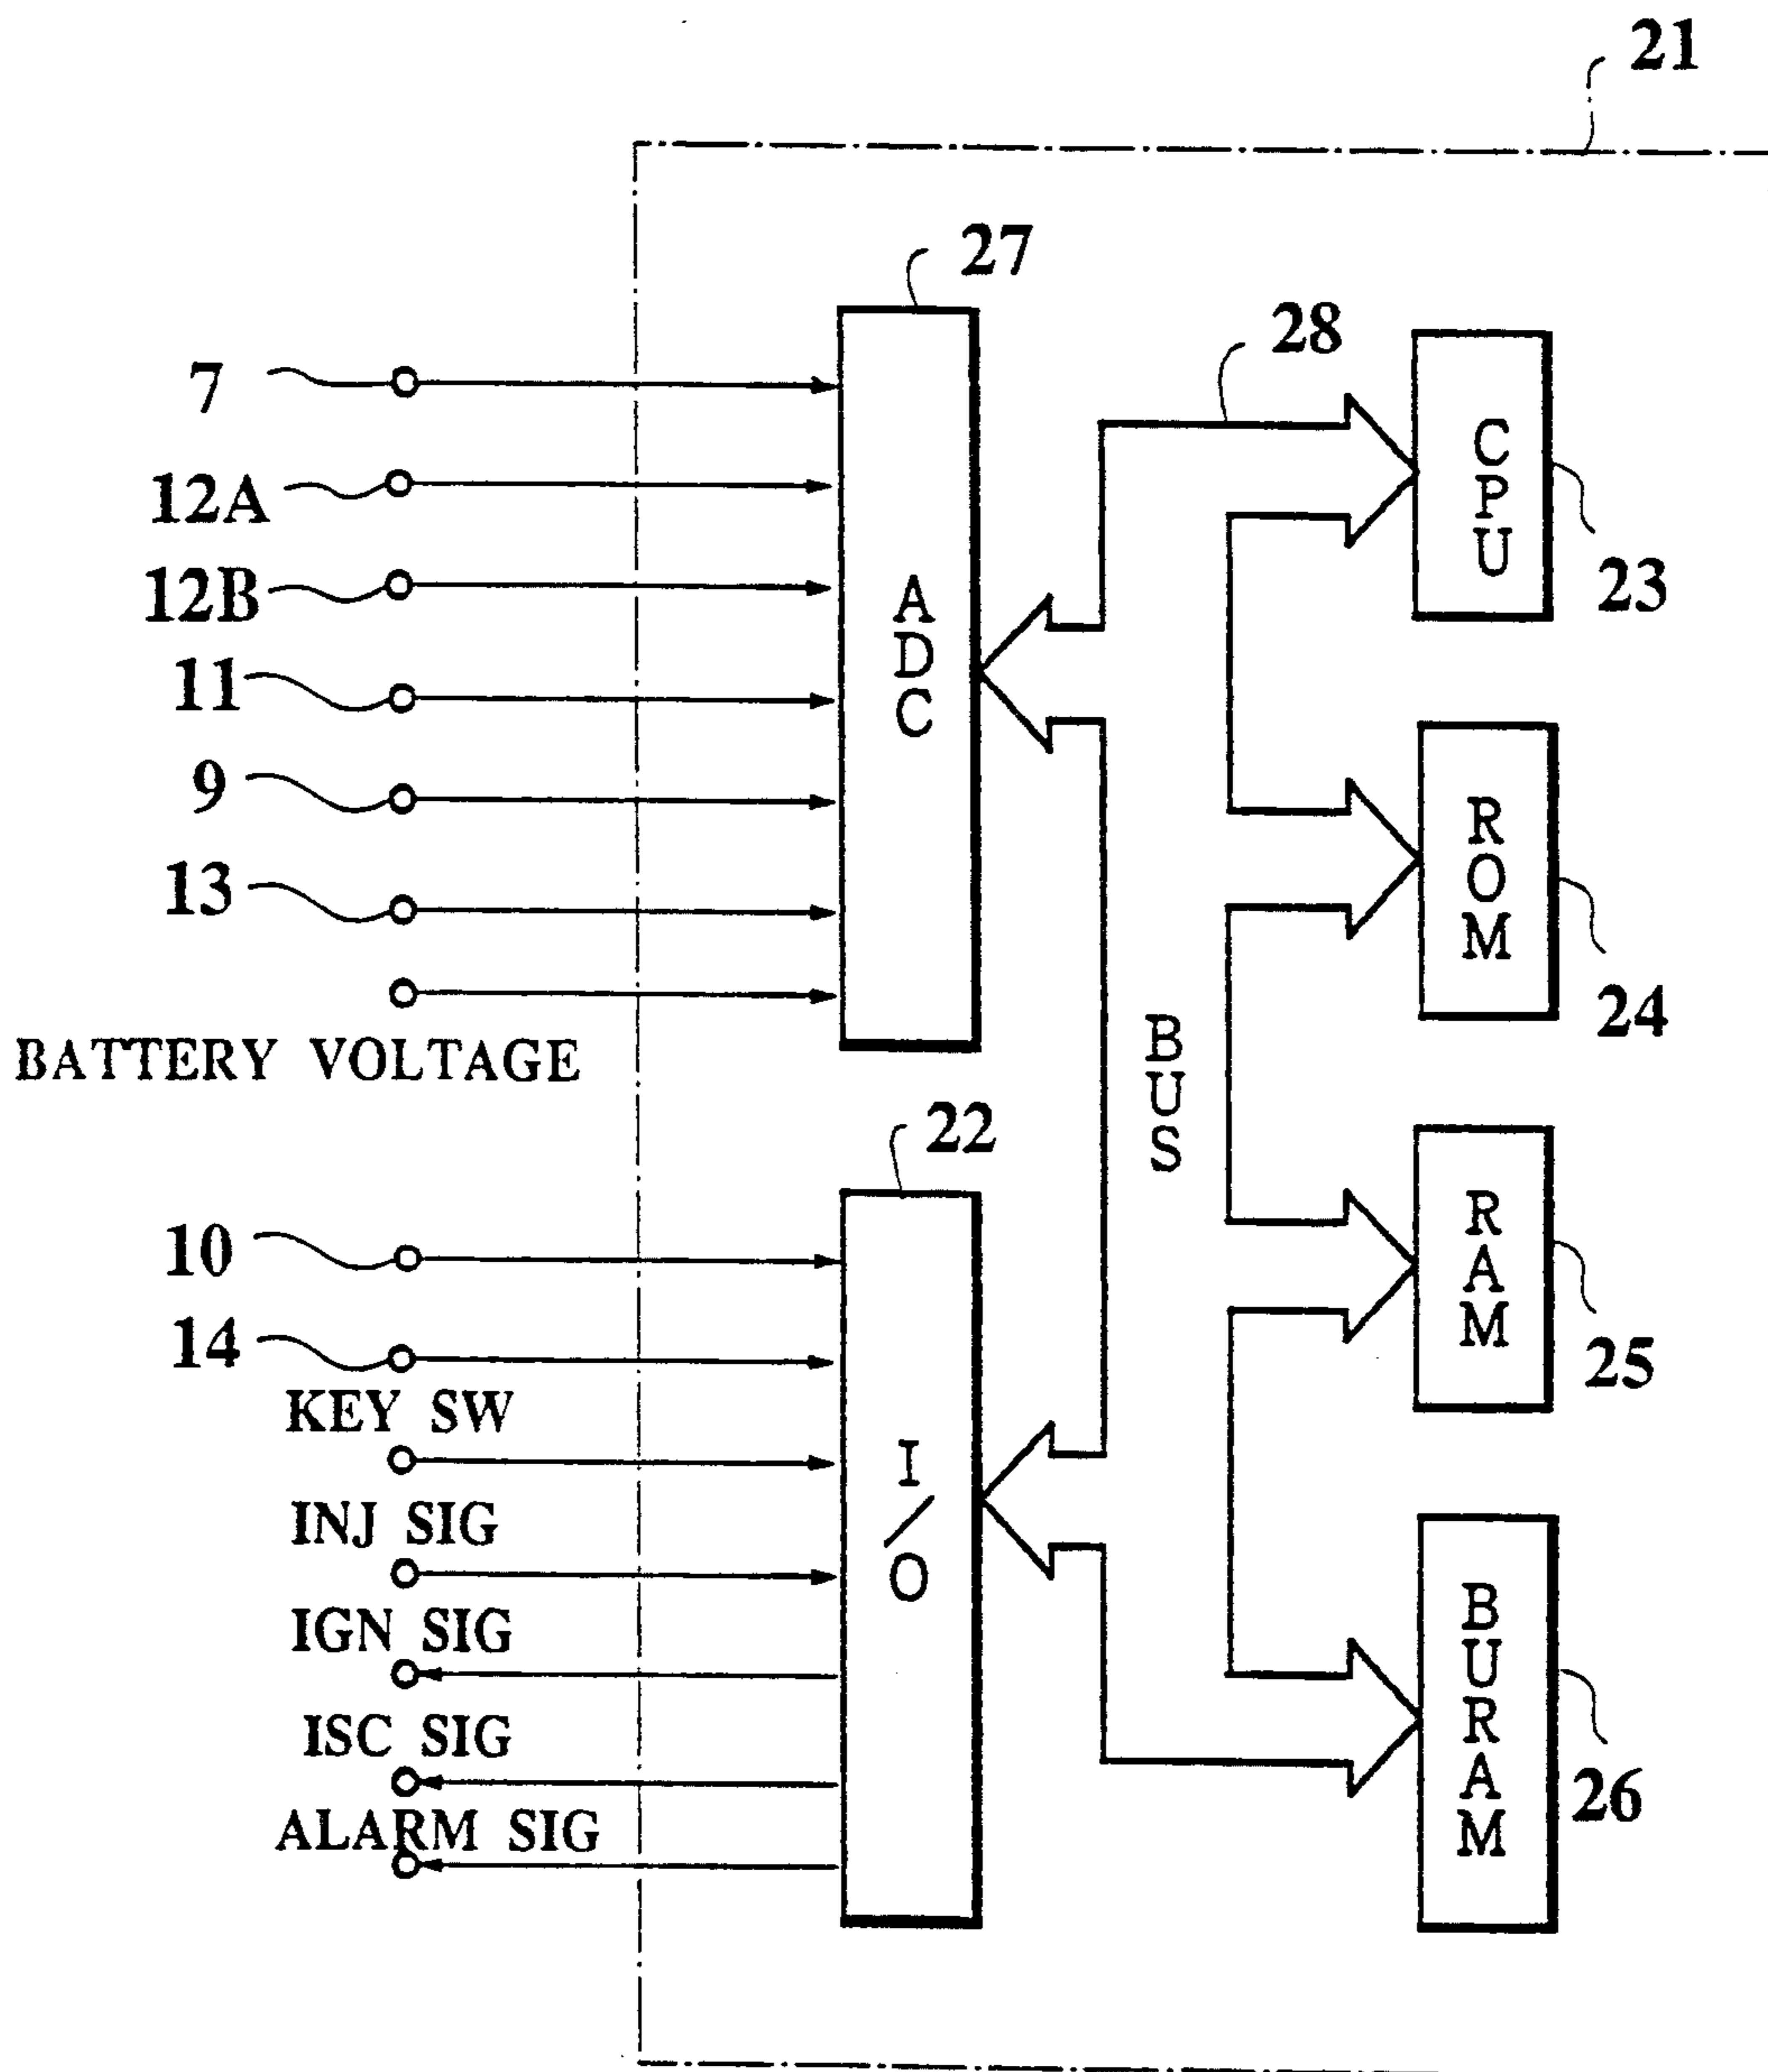 21
27
28
7
12A
12B
11
9
13
BATTERY VOLTAGE
ADC
CPU
23
ROM
24
BUS
22
10
14
KEY SW
INJ SIG
IGN SIG
ISC SIG
ALARM SIG
I/O
RAM
25
BURAM
26